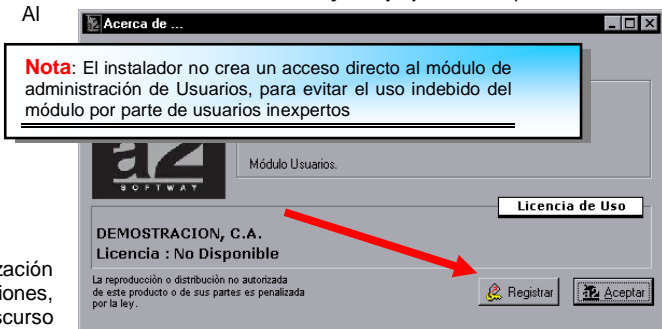 Al
Acerca de ...
Nota: El instalador no crea un acceso directo al módulo de
administración de Usuarios, para evitar el uso indebido del
módulo por parte de usuarios inexpertos
a2
SOFTWAY
Módulo Usuarios.
Licencia de Uso
DEMOSTRACION, C.A.
Licencia : No Disponible
La reproducción o distribución no autorizada
de este producto o de sus partes es penalizada
por la ley.
Registrar
Aceptar
iones,
scurso